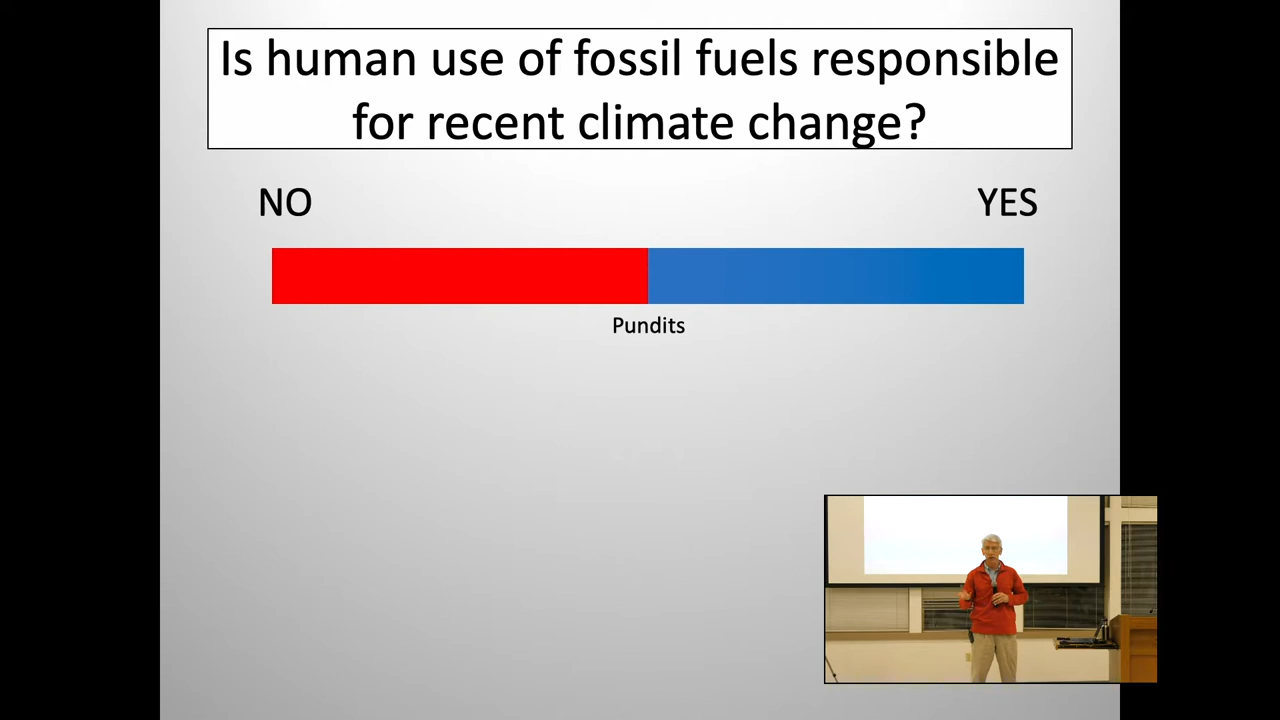 Is human use of fossil fuels responsible
for recent climate change?
NO
YES
Pundits